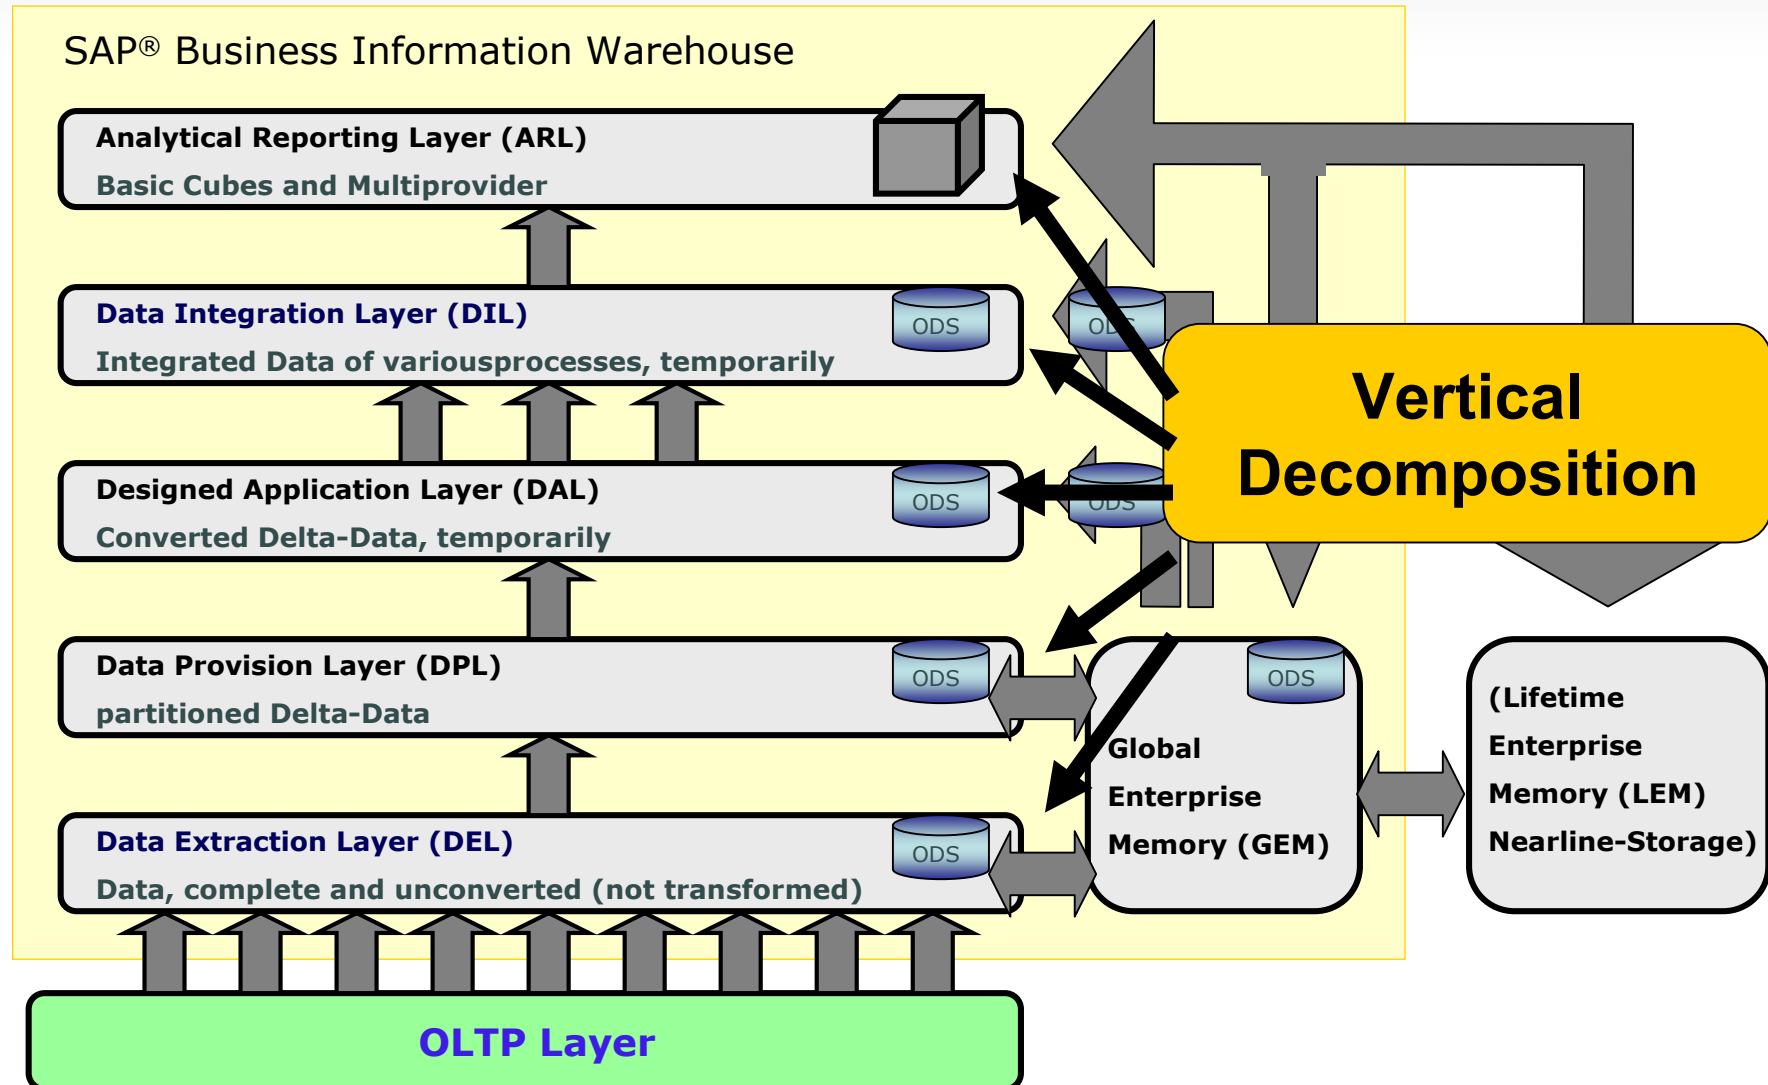 SAP® Business Information Warehouse
Analytical Reporting Layer (ARL)
Basic Cubes and Multiprovider
Data Integration Layer (DIL)
Integrated Data of variousprocesses, temporarily
ODS
ODS
Vertical
Decomposition
Designed Application Layer (DAL)
Converted Delta-Data, temporarily
ODS
ODS
Data Provision Layer (DPL)
partitioned Delta-Data
ODS
ODS
Global
Enterprise
Memory (GEM)
(Lifetime
Enterprise
Memory (LEM)
Nearline-Storage)
Data Extraction Layer (DEL)
Data, complete and unconverted (not transformed)
ODS
OLTP Layer